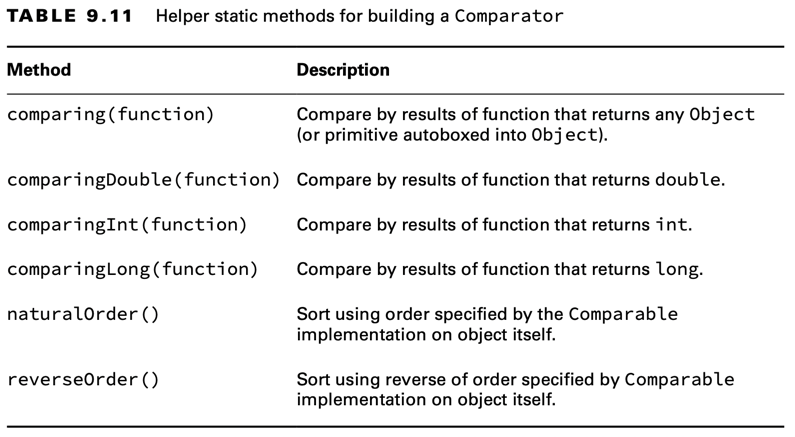 TABLE 9.11 Helper static methods for building a Comparator
Method Description
comparing(function) Compare by results of function that returns any Object
(or primitive autoboxed into Object).
comparingDouble(function) Compare by results of function that returns double.
comparingInt(function) Compare by results of function that returns int.
comparingLong(function) Compare by results of function that returns long.
naturalOrder() Sort using order specified by the Comparable
implementation on object itself.
reverseOrder() Sort using reverse of order specified by Comparable
implementation on object itself.